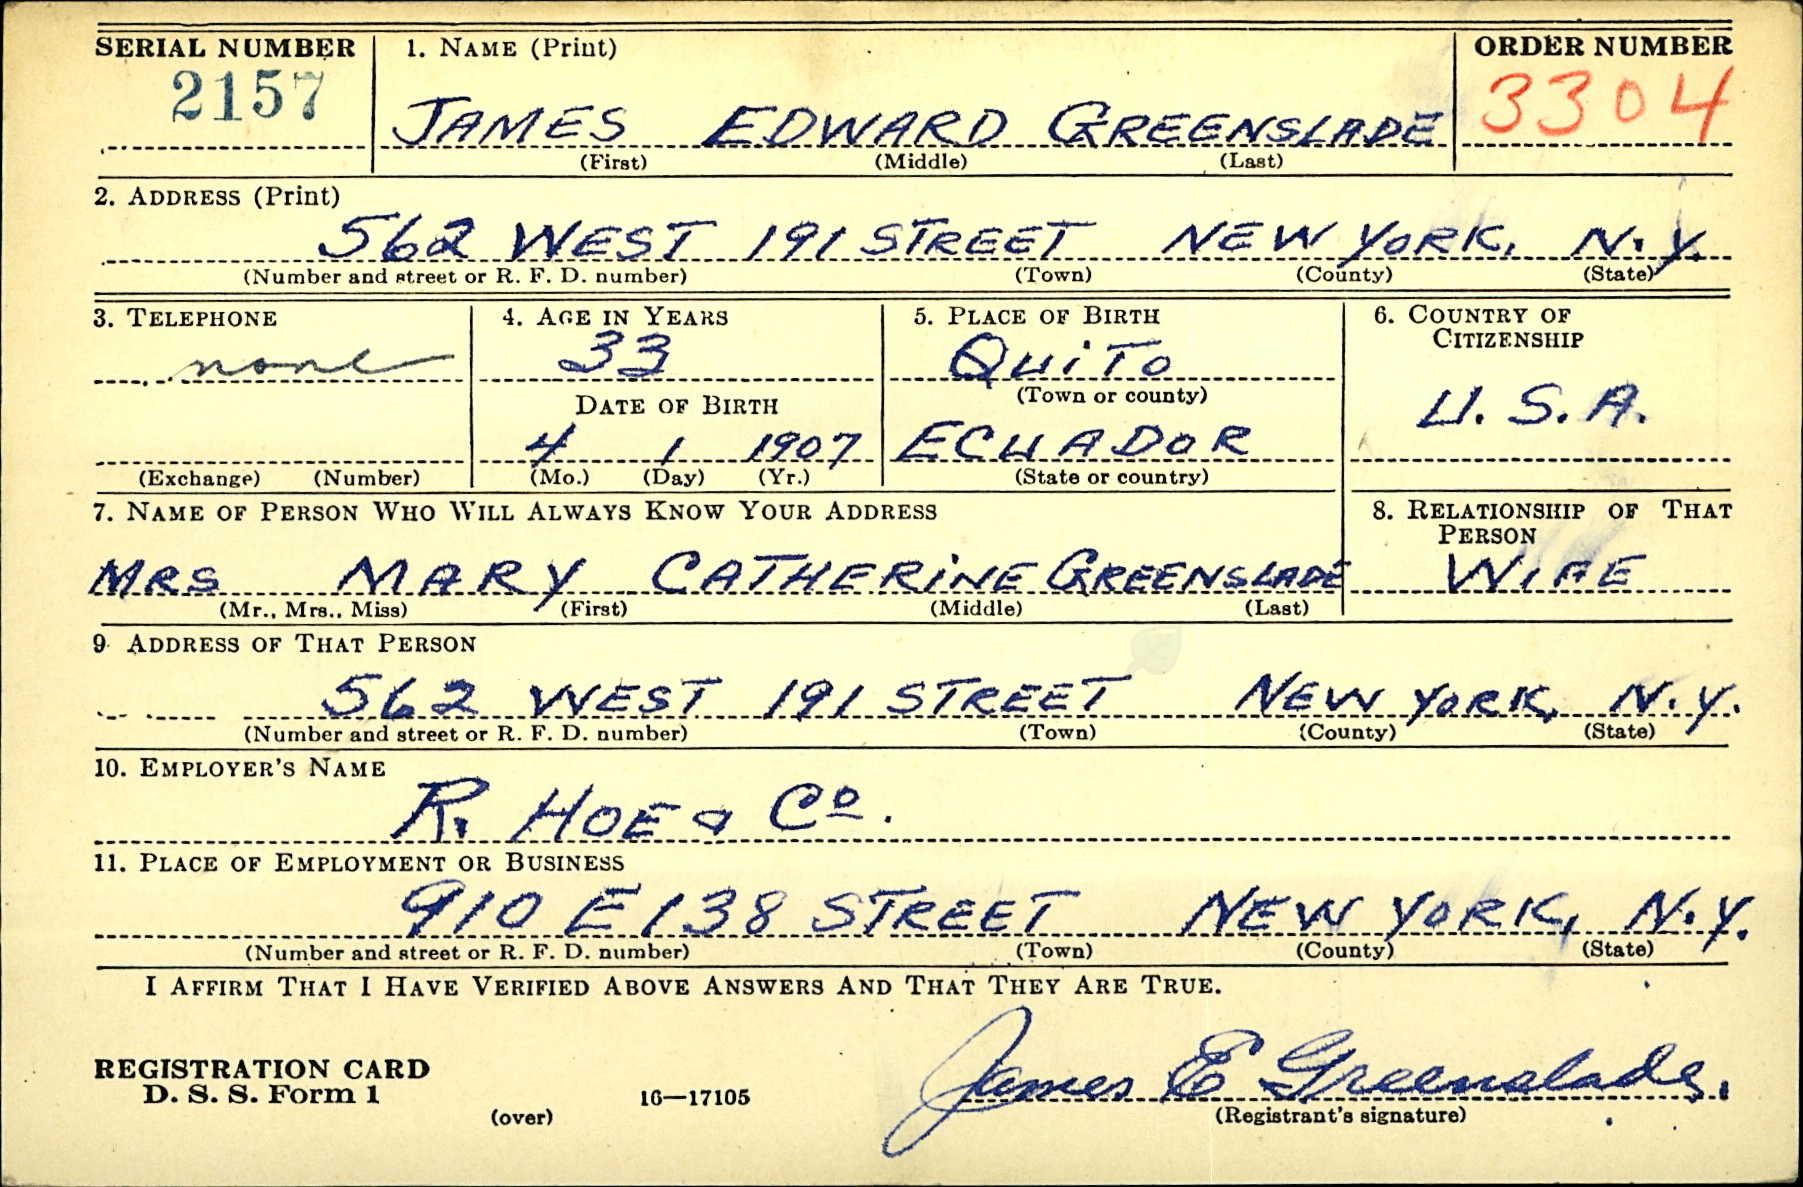 SERIAL NUMBER 1. NAME (Print) ORDER NUMBER
2157 JAMES EDWARD GREENSLADE 3304
(First) (Middle) (Last)
2. ADDRESS (Print)
562 WEST 191 STREET NEW YORK, N.Y.
(Number and street or R. F. D. number) (Town) (County) (State)
3. TELEPHONE 4. AGE IN YEARS 5. PLACE OF BIRTH 6. COUNTRY OF
CITIZENSHIP
none 33 QUITO
(Town or county)
DATE OF BIRTH U. S. A.
4 1 1907 ECUADOR
(Exchange) (Number) (Mo.) (Day) (Yr.) (State or country)
7. NAME OF PERSON WHO WILL ALWAYS KNOW YOUR ADDRESS 8. RELATIONSHIP OF THAT
PERSON
MRS MARY CATHERINE GREENSLADE WIFE
(Mr., Mrs., Miss) (First) (Middle) (Last)
9. ADDRESS OF THAT PERSON
562 WEST 191 STREET NEW YORK, N.Y.
(Number and street or R. F. D. number) (Town) (County) (State)
10. EMPLOYER'S NAME
R. HOE & Co.
11. PLACE OF EMPLOYMENT OR BUSINESS
910 E 138 STREET NEW YORK, N.Y.
(Number and street or R. F. D. number) (Town) (County) (State)
I AFFIRM THAT I HAVE VERIFIED ABOVE ANSWERS AND THAT THEY ARE TRUE.
James E Greenslade.
REGISTRATION CARD
D. S. S. Form 1 16—17105 (Registrant's signature)
(over)